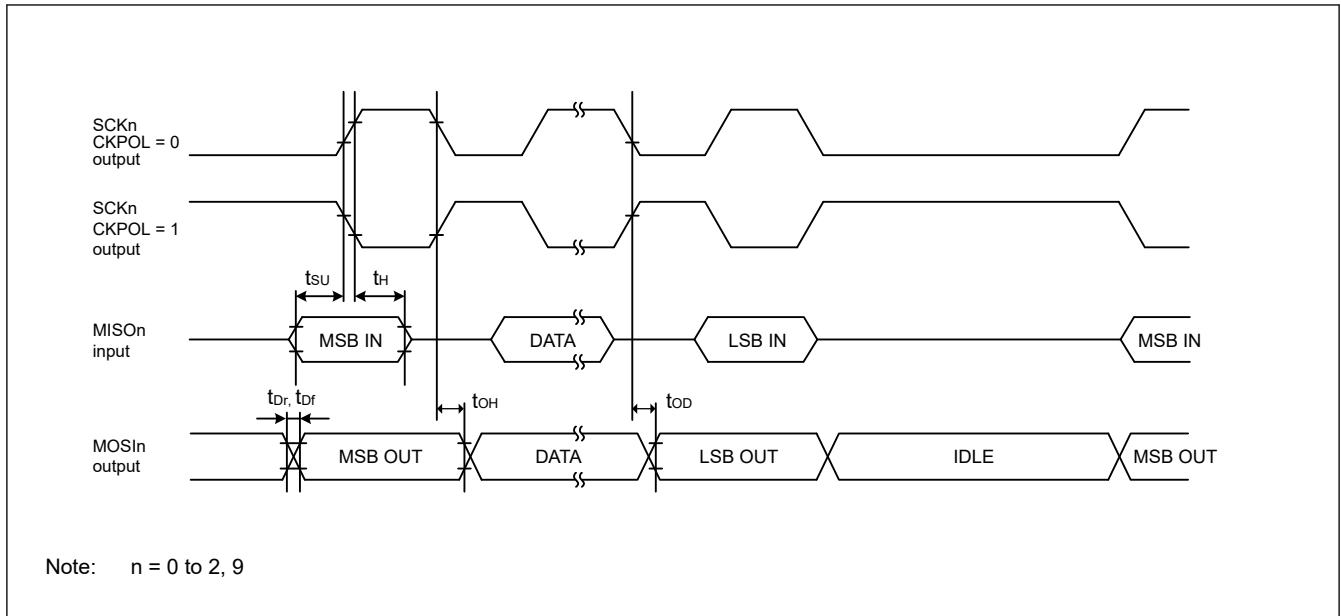 SCKn
CKPOL = 0
output
SCKn
CKPOL = 1
output
tSU
tH
MISOn
input
MSB IN
DATA
LSB IN
MSB IN
tDr, tDf
tOH
tOD
MOSIn
output
MSB OUT
DATA
LSB OUT
IDLE
MSB OUT
Note: n = 0 to 2, 9